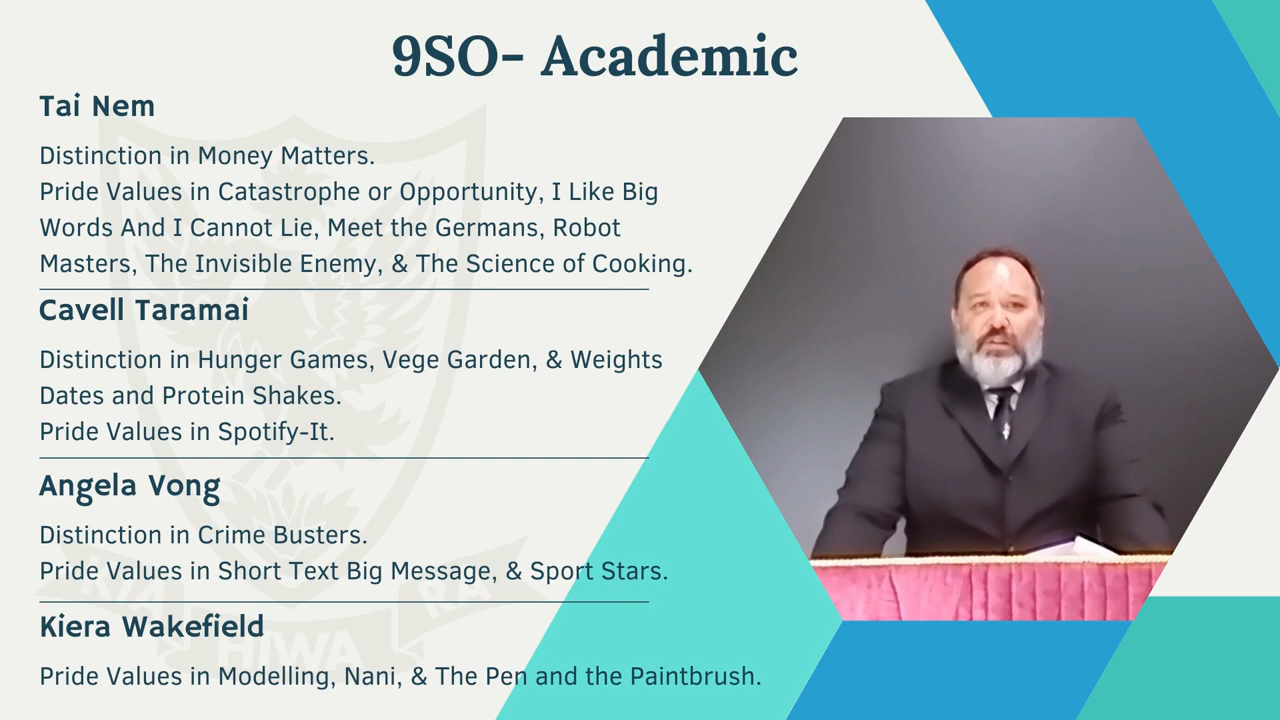 9SO- Academic
Tai Nem
Distinction in Money Matters.
Pride Values in Catastrophe or Opportunity, I Like Big
Words And I Cannot Lie, Meet the Germans, Robot
Masters, The Invisible Enemy, & The Science of Cooking.
Cavell Taramai
Distinction in Hunger Games, Vege Garden, & Weights
Dates and Protein Shakes.
Pride Values in Spotify-It.
Angela Vong
Distinction in Crime Busters.
Pride Values in Short Text Big Message, & Sport Stars.
KIA HIWA RA
Kiera Wakefield
Pride Values in Modelling, Nani, & The Pen and the Paintbrush.